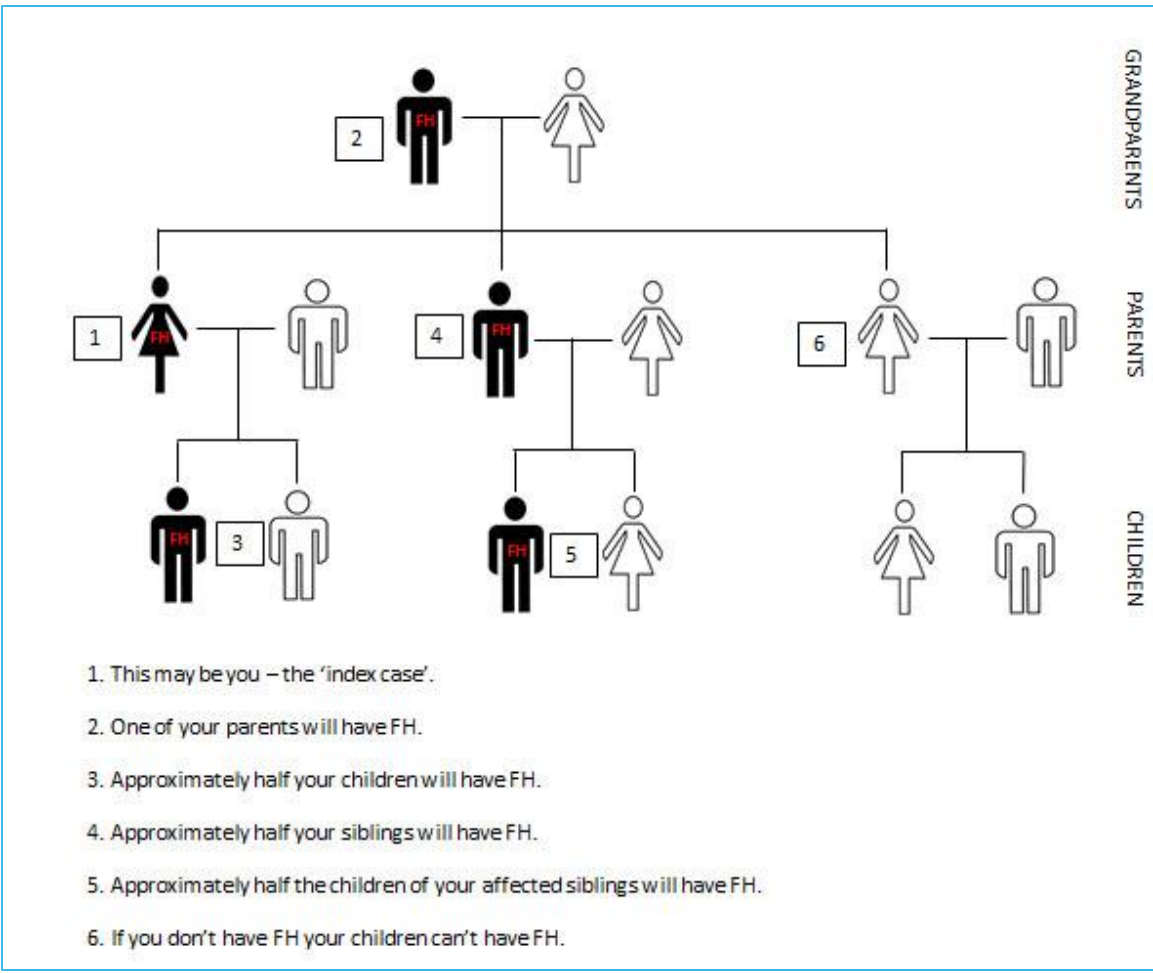 GRANDPARENTS
FH
2
PARENTS
1
FH
4
FH
6
CHILDREN
FH
3
FH
5
1. This may be you – the ‘index case’.
2. One of your parents will have FH.
3. Approximately half your children will have FH.
4. Approximately half your siblings will have FH.
5. Approximately half the children of your affected siblings will have FH.
6. If you don’t have FH your children can’t have FH.